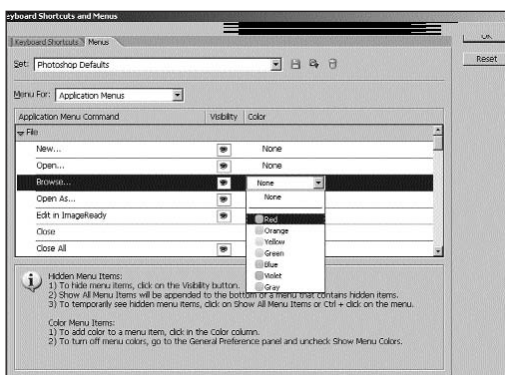 eyboard Shortcuts and Menus
Keyboard Shortcuts Menus
OK
Set: Photoshop Defaults
Reset
Menu For: Application Menus
Application Menu Command Visibility Color
File
New... None
Open... None
Browse... None
Open As... None
Edit in ImageReady Red
Close Orange
Yellow
Close All Green
Blue
Violet
Gray
Hidden Menu Items:
1) To hide menu items, click on the Visibility button.
2) Show All Menu Items will be appended to the bottom of a menu that contains hidden items.
3) To temporarily see hidden menu items, click on Show All Menu Items or Ctrl + click on the menu.
Color Menu Items:
1) To add color to a menu item, click in the Color column.
2) To turn off menu colors, go to the General Preference panel and uncheck Show Menu Colors.